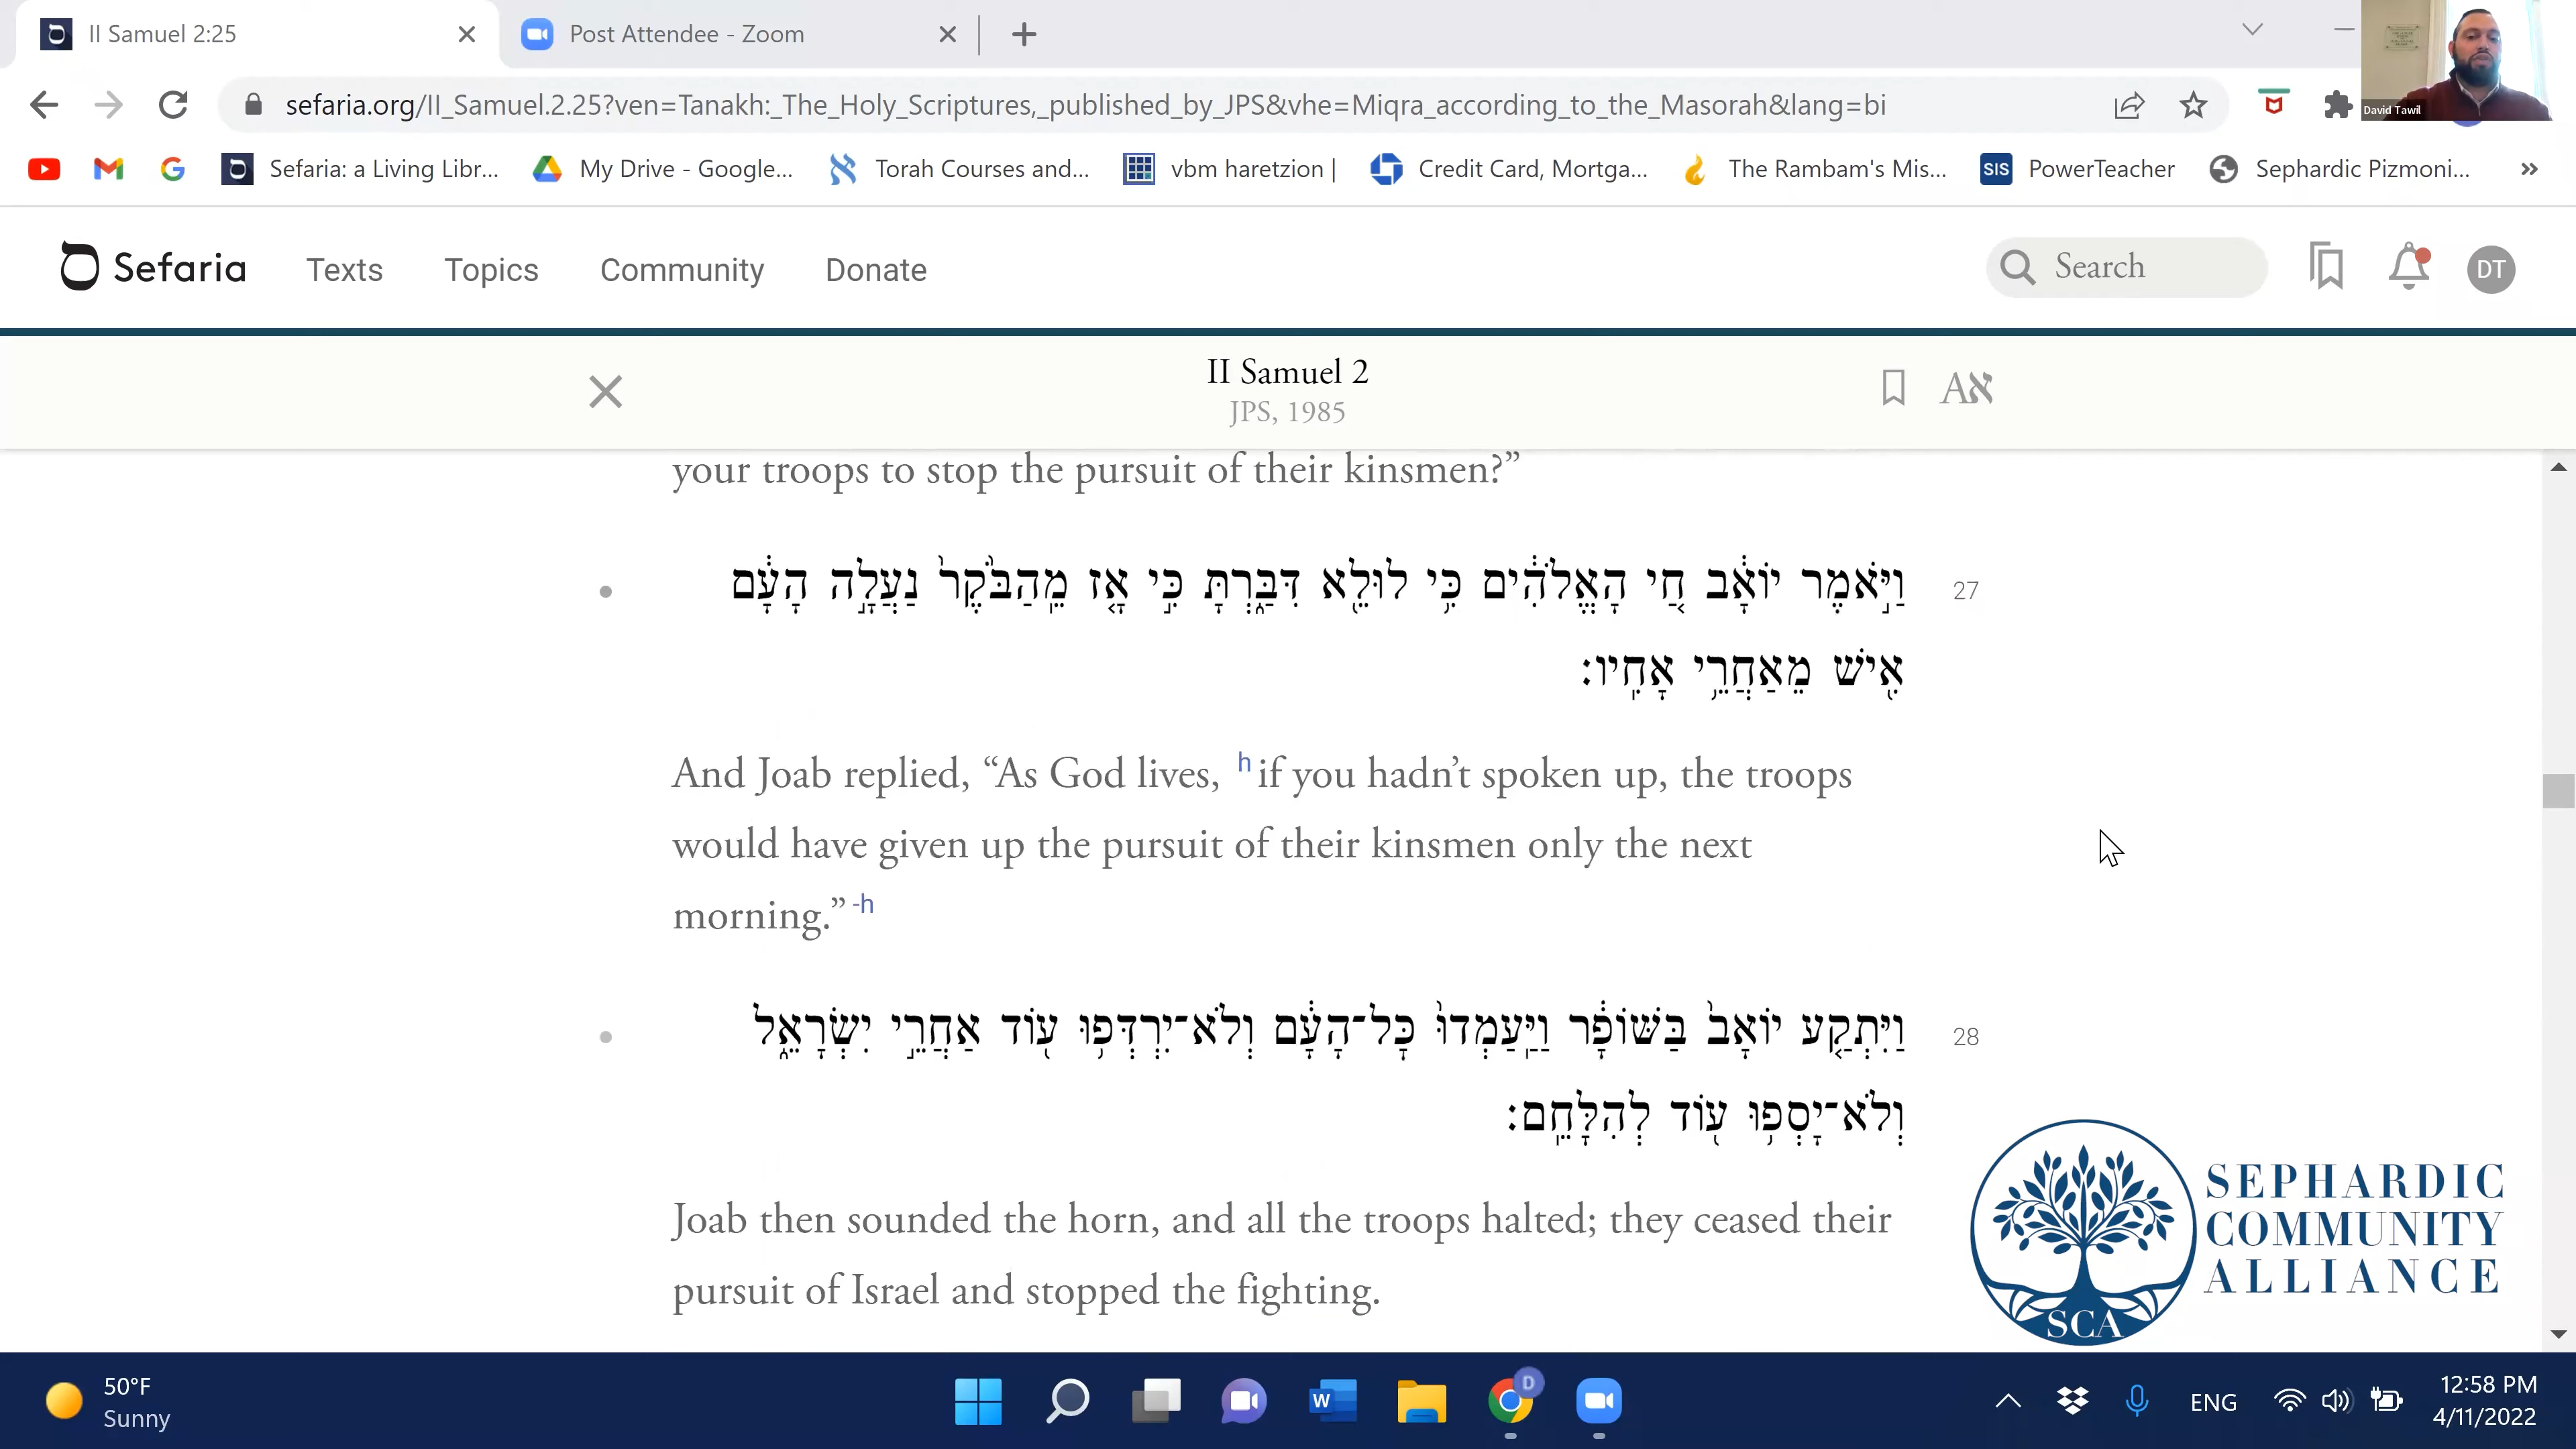 II Samuel 2:25
Post Attendee - Zoom
sefaria.org/II_Samuel.2.25?ven=Tanakh:_The_Holy_Scriptures,_published_by_JPS&vhe=Miqra_according_to_the_Masorah&lang=bi
David Tawil
Sefaria: a Living Libr...
My Drive - Google...
Torah Courses and...
vbm haretzion |
Credit Card, Mortga...
The Rambam's Mis...
SIS
PowerTeacher
Sephardic Pizmoni...
Sefaria
Texts
Topics
Community
Donate
Search
DT
II Samuel 2
JPS, 1985
Aא
your troops to stop the pursuit of their kinsmen?”
27
וַיֹּ֣אמֶר יוֹאָ֔ב חַ֚י הָאֱלֹהִ֔ים כִּ֥י לוּלֵ֖א דִּבַּ֑רְתָּ כִּ֣י אָ֤ז מֵֽהַבֹּ֙קֶר֙ נַעֲלָ֣ה הָעָ֔ם
אִ֖ישׁ מֵאַחֲרֵ֥י אָחִֽיו׃
And Joab replied, “As God lives, h if you hadn’t spoken up, the troops
would have given up the pursuit of their kinsmen only the next
morning.” -h
28
וַיִּתְקַ֤ע יוֹאָב֙ בַּשּׁוֹפָ֔ר וַיַּֽעַמְדוּ֙ כׇּל־הָעָ֔ם וְלֹא־יִרְדְּפ֥וּ ע֖וֹד אַחֲרֵ֣י יִשְׂרָאֵ֑ל
וְלֹא־יָסְפ֥וּ ע֖וֹד לְהִלָּחֵֽם׃
Joab then sounded the horn, and all the troops halted; they ceased their
pursuit of Israel and stopped the fighting.
SEPHARDIC
COMMUNITY
ALLIANCE
SCA
50°F
Sunny
W
D
ENG
12:58 PM
4/11/2022